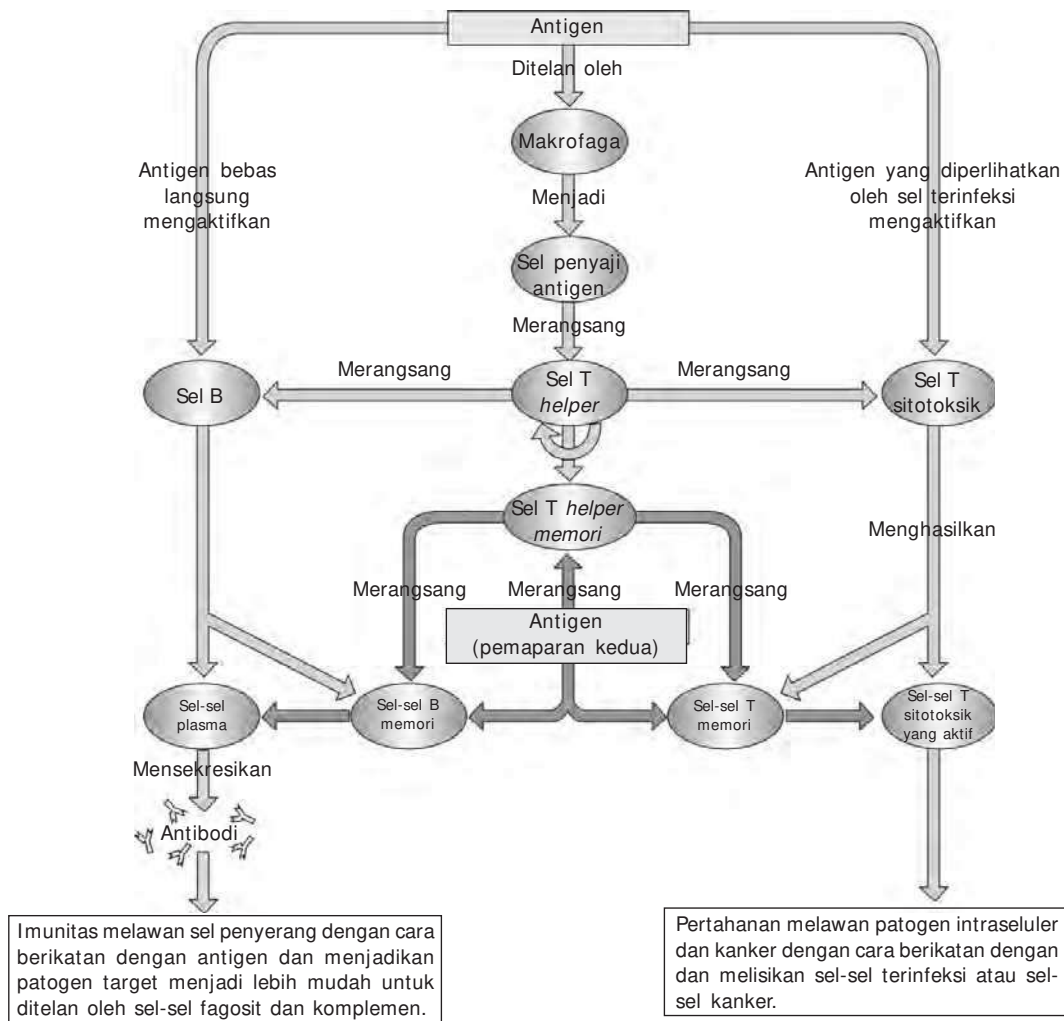 Antigen
Ditelan oleh
Makrofaga
Antigen bebas
langsung
mengaktifkan
Antigen yang diperlihatkan
oleh sel terinfeksi
mengaktifkan
Menjadi
Sel penyaji
antigen
Merangsang
Sel B
Merangsang
Sel T
helper
Merangsang
Sel T
sitotoksik
Sel T helper
memori
Menghasilkan
Merangsang
Merangsang
Merangsang
Antigen
(pemaparan kedua)
Sel-sel
plasma
Sel-sel B
memori
Sel-sel T
memori
Sel-sel T
sitotoksik
yang aktif
Mensekresikan
Antibodi
Imunitas melawan sel penyerang dengan cara
berikatan dengan antigen dan menjadikan
patogen target menjadi lebih mudah untuk
ditelan oleh sel-sel fagosit dan komplemen.
Pertahanan melawan patogen intraseluler
dan kanker dengan cara berikatan dengan
dan melisikan sel-sel terinfeksi atau sel-
sel kanker.